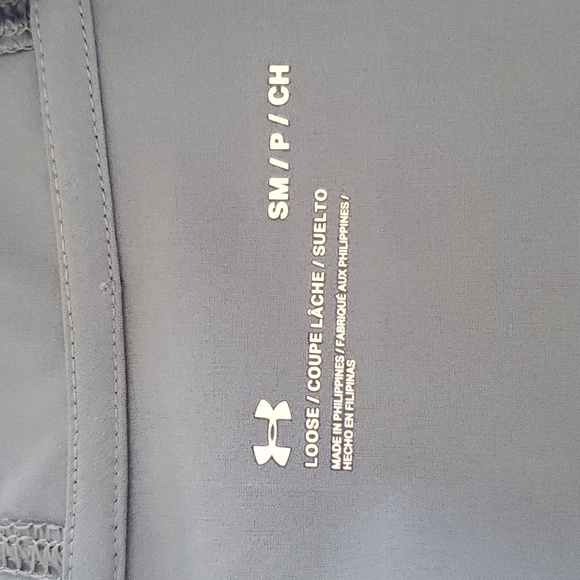 SM / P / CH
LOOSE / COUPE LÂCHE / SUELTO
MADE IN PHILIPPINES / FABRIQUÉ AUX PHILIPPINES /
HECHO EN FILIPINAS